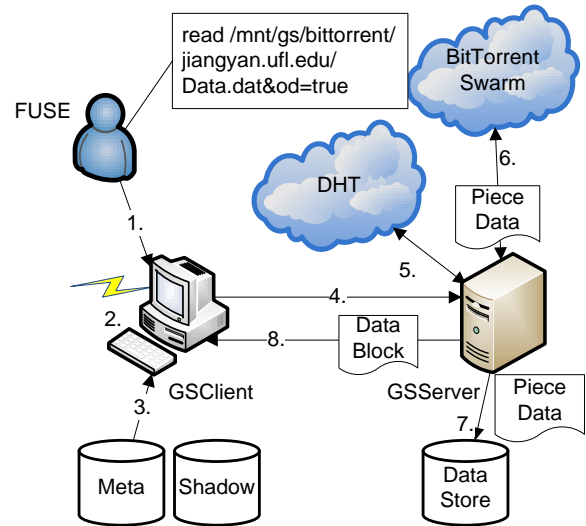 read /mnt/gs/bittorrent/
jiangyan.ufl.edu/
Data.dat&od=true
BitTorrent
Swarm
FUSE
6.
DHT
Piece
Data
1.
5.
4.
2.
8.
Data
Block
GSClient
GSServer
Piece
Data
3.
7.
Meta
Shadow
Data
Store